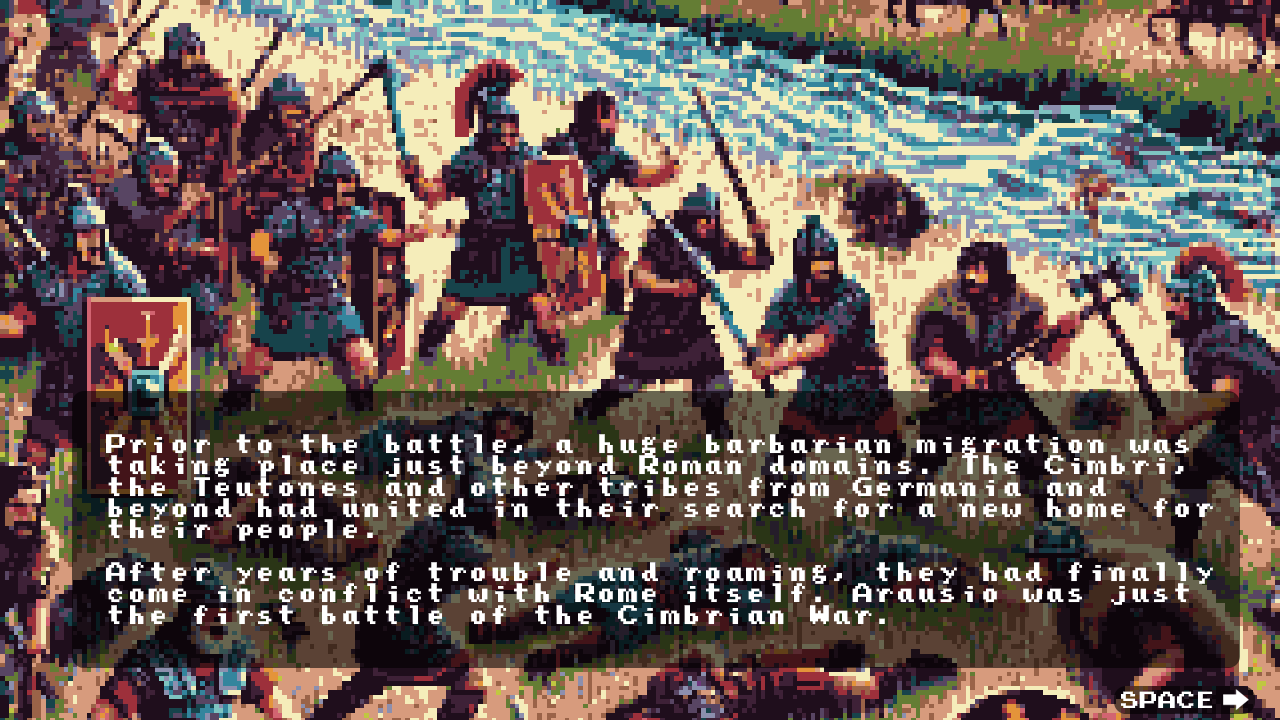 Prior to the battle, a huge barbarian migration was
taking place just beyond Roman domains. The Cimbri,
the Teutones and other tribes from Germania and
beyond had united in their search for a new home for
their people.
After years of trouble and roaming, they had finally
come in conflict with Rome itself. Arausio was just
the first battle of the Cimbrian War.
SPACE